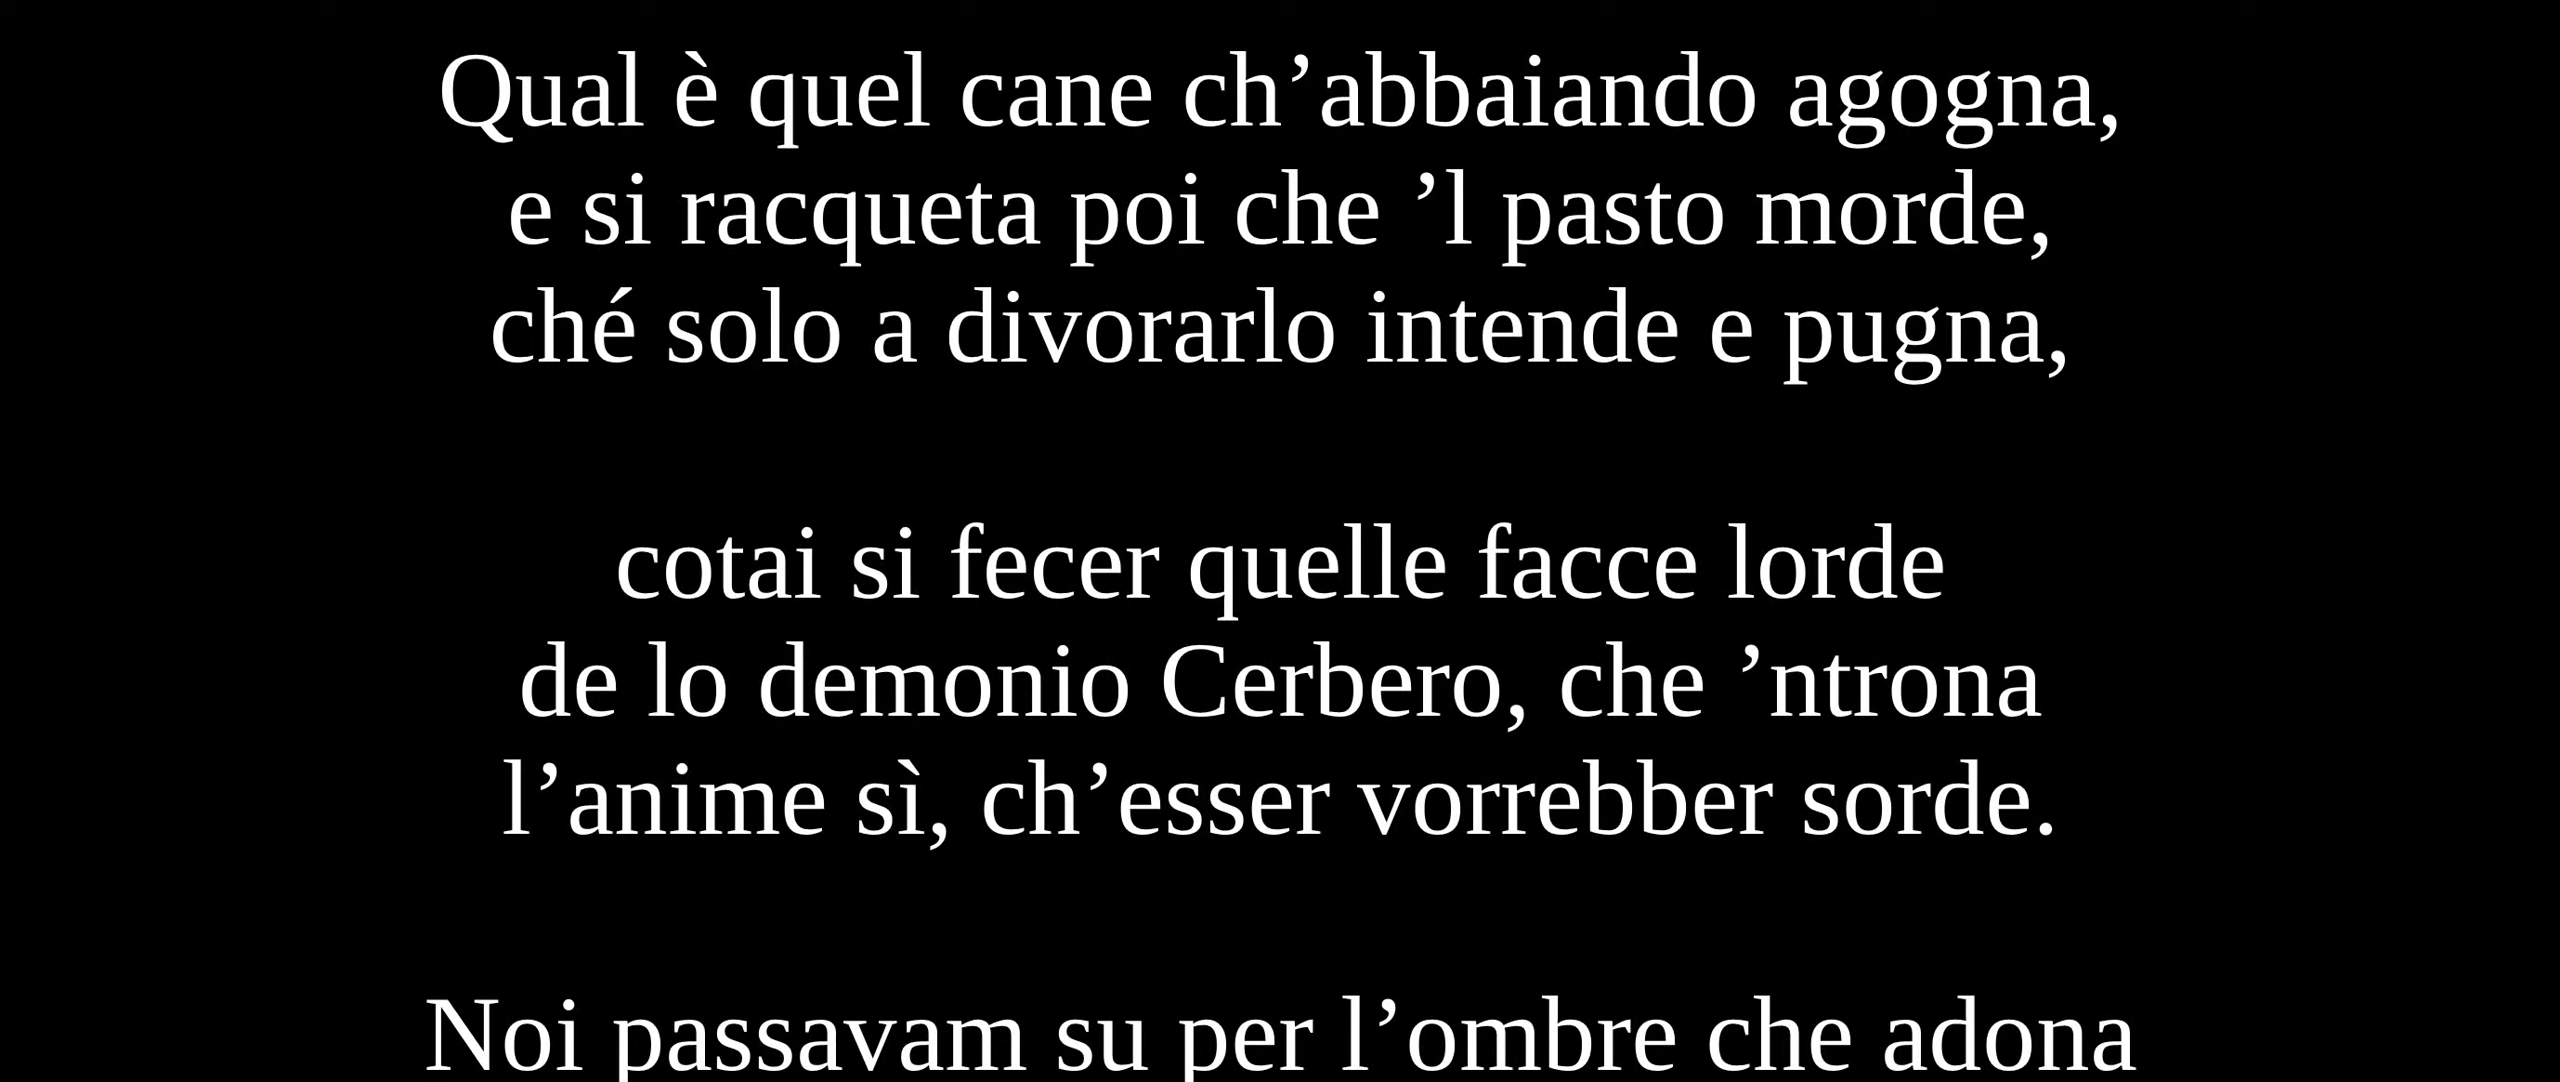 Qual è quel cane ch’abbaiando agogna,
e si racqueta poi che ’l pasto morde,
ché solo a divorarlo intende e pugna,
cotai si fecer quelle facce lorde
de lo demonio Cerbero, che ’ntrona
l’anime sì, ch’esser vorrebber sorde.
Noi passavam su per l’ombre che adona